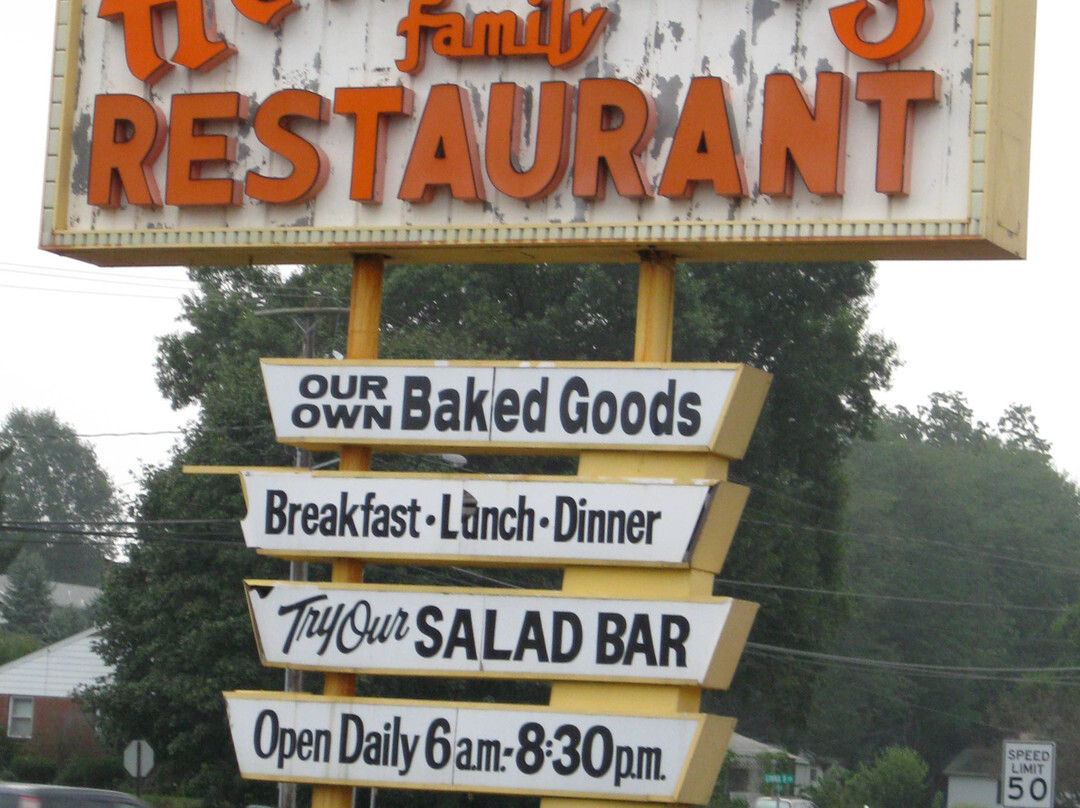 Family
RESTAURANT
OUR OWN Baked Goods
Breakfast · Lunch · Dinner
Try Our SALAD BAR
Open Daily 6 a.m.-8:30 p.m.
SPEED
LIMIT
50